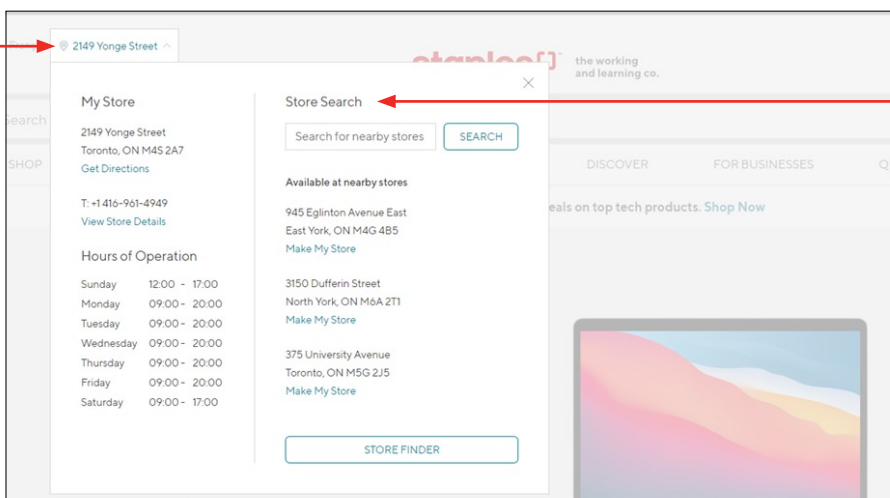 2149 Yonge Street
staples
the working
and learning co.
Search
SHOP
DISCOVER
FOR BUSINESSES
eals on top tech products. Shop Now
My Store
2149 Yonge Street
Toronto, ON M4S 2A7
Get Directions
T: +1 416-961-4949
View Store Details
Hours of Operation
Sunday 12:00 - 17:00
Monday 09:00 - 20:00
Tuesday 09:00 - 20:00
Wednesday 09:00 - 20:00
Thursday 09:00 - 20:00
Friday 09:00 - 20:00
Saturday 09:00 - 17:00
Store Search
Search for nearby stores SEARCH
Available at nearby stores
945 Eglinton Avenue East
East York, ON M4G 4B5
Make My Store
3150 Dufferin Street
North York, ON M6A 2T1
Make My Store
375 University Avenue
Toronto, ON M5G 2J5
Make My Store
STORE FINDER